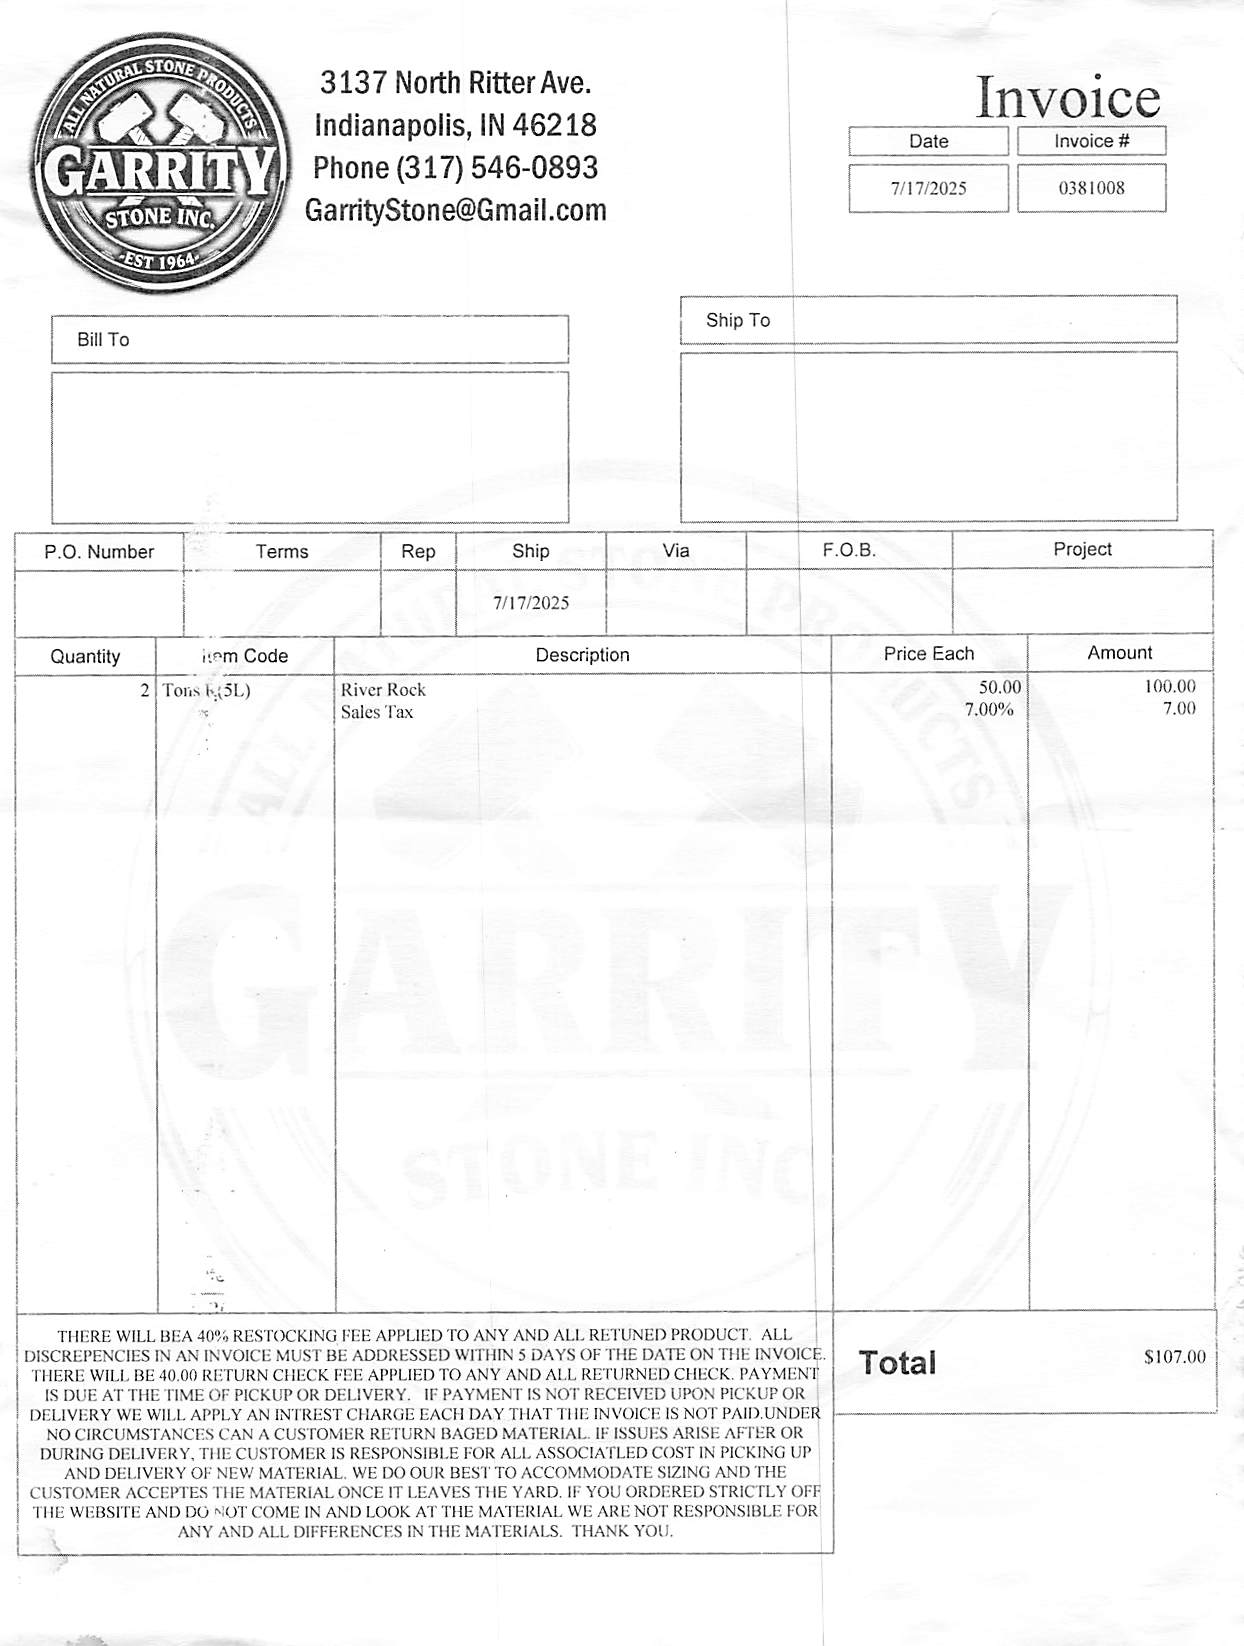 ALL NATURAL STONE PRODUCTS
GARRITY
STONE INC.
-EST 1964-
3137 North Ritter Ave.
Indianapolis, IN 46218
Phone (317) 546-0893
GarrityStone@Gmail.com
Invoice
Date Invoice #
7/17/2025 0381008
Bill To
Ship To
P.O. Number Terms Rep Ship Via F.O.B. Project
7/17/2025
Quantity Item Code Description Price Each Amount
2 Tons (5L) River Rock 50.00 100.00
Sales Tax 7.00% 7.00
ALL NATURAL STONE PRODUCTS
GARRITY
STONE INC
THERE WILL BEA 40% RESTOCKING FEE APPLIED TO ANY AND ALL RETUNED PRODUCT. ALL
DISCREPENCIES IN AN INVOICE MUST BE ADDRESSED WITHIN 5 DAYS OF THE DATE ON THE INVOICE.
THERE WILL BE 40.00 RETURN CHECK FEE APPLIED TO ANY AND ALL RETURNED CHECK. PAYMENT
IS DUE AT THE TIME OF PICKUP OR DELIVERY. IF PAYMENT IS NOT RECEIVED UPON PICKUP OR
DELIVERY WE WILL APPLY AN INTREST CHARGE EACH DAY THAT THE INVOICE IS NOT PAID.UNDER
NO CIRCUMSTANCES CAN A CUSTOMER RETURN BAGED MATERIAL. IF ISSUES ARISE AFTER OR
DURING DELIVERY, THE CUSTOMER IS RESPONSIBLE FOR ALL ASSOCIATLED COST IN PICKING UP
AND DELIVERY OF NEW MATERIAL. WE DO OUR BEST TO ACCOMMODATE SIZING AND THE
CUSTOMER ACCEPTES THE MATERIAL ONCE IT LEAVES THE YARD. IF YOU ORDERED STRICTLY OFF
THE WEBSITE AND DO NOT COME IN AND LOOK AT THE MATERIAL WE ARE NOT RESPONSIBLE FOR
ANY AND ALL DIFFERENCES IN THE MATERIALS. THANK YOU.
Total $107.00